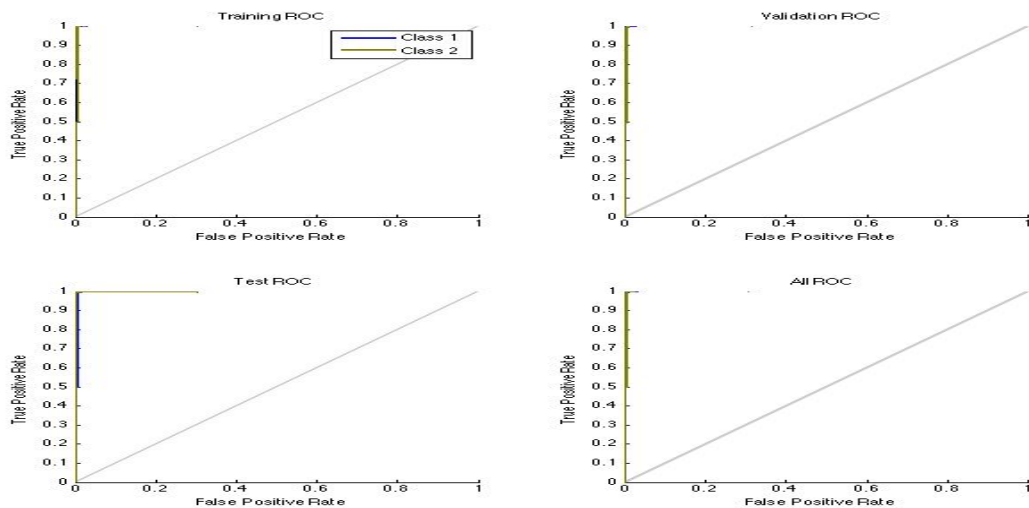 Training ROC
Class 1
Class 2
True Positive Rate
1
0.9
0.8
0.7
0.6
0.5
0.4
0.3
0.2
0.1
0
0 0.2 0.4 0.6 0.8 1
False Positive Rate
Validation ROC
True Positive Rate
1
0.9
0.8
0.7
0.6
0.5
0.4
0.3
0.2
0.1
0
0 0.2 0.4 0.6 0.8 1
False Positive Rate
Test ROC
True Positive Rate
1
0.9
0.8
0.7
0.6
0.5
0.4
0.3
0.2
0.1
0
0 0.2 0.4 0.6 0.8 1
False Positive Rate
All ROC
True Positive Rate
1
0.9
0.8
0.7
0.6
0.5
0.4
0.3
0.2
0.1
0
0 0.2 0.4 0.6 0.8 1
False Positive Rate